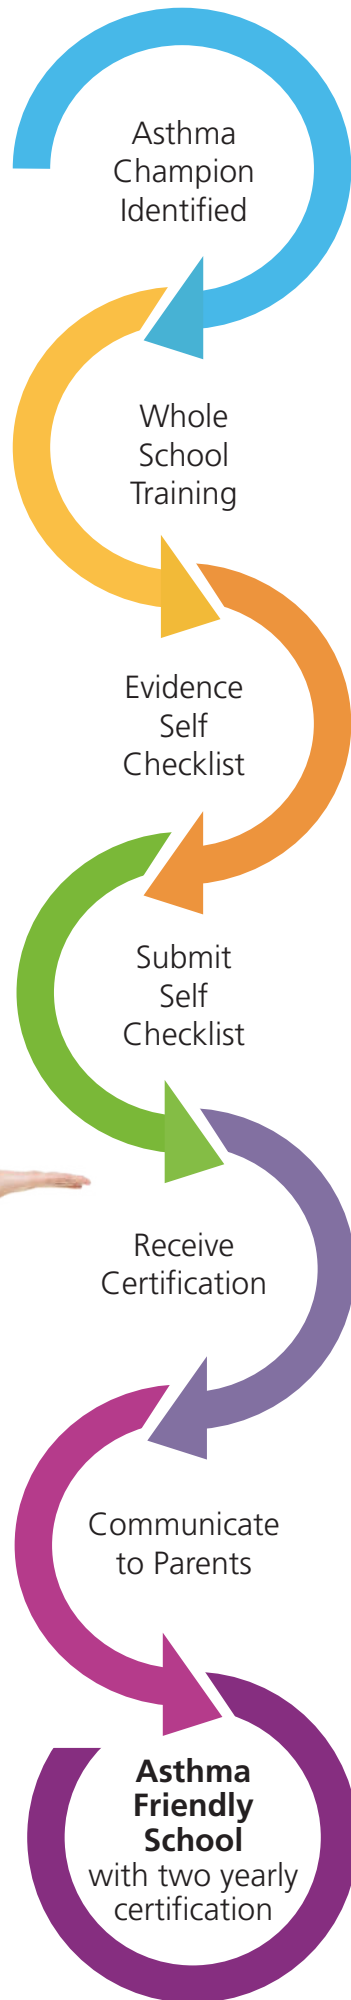 Asthma
Champion
Identified
Whole
School
Training
Evidence
Self
Checklist
Submit
Self
Checklist
Receive
Certification
Communicate
to Parents
Asthma
Friendly
School
with two yearly
certification